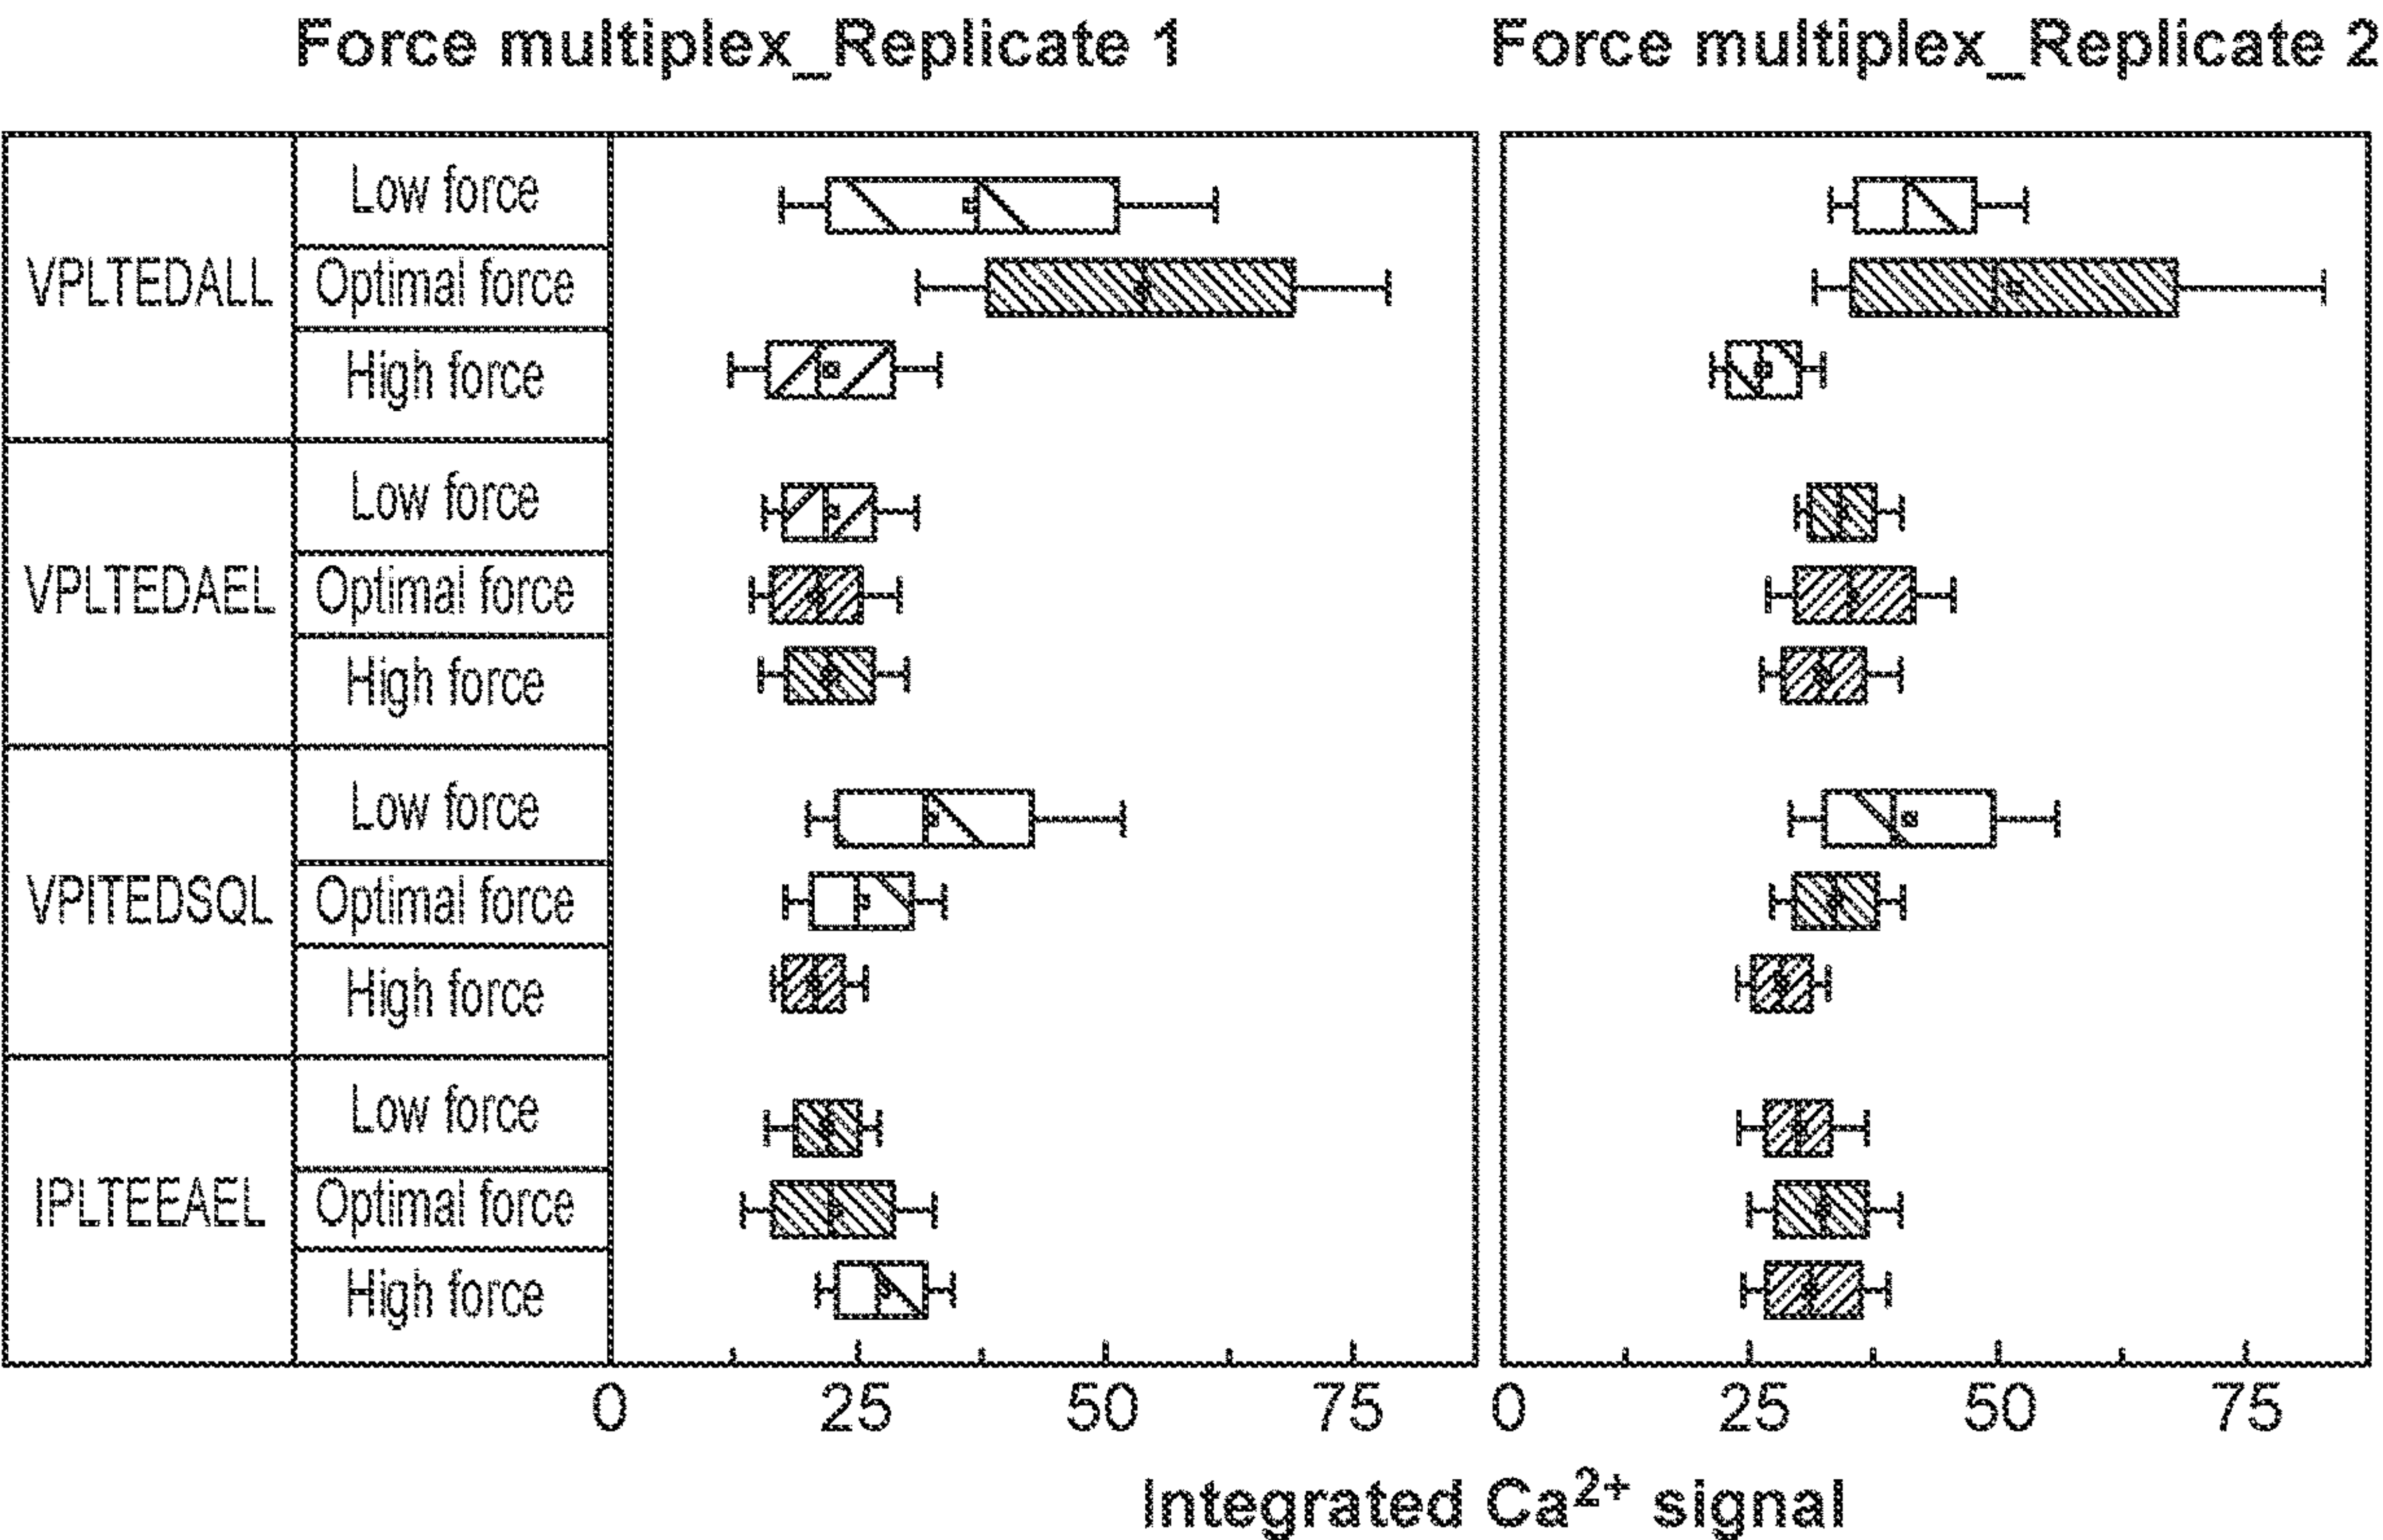 Force multiplex_Replicate 1
Force multiplex_Replicate 2
VPLTEDALL
Low force
Optimal force
High force
VPLTEDAEL
Low force
Optimal force
High force
VPITEDSQL
Low force
Optimal force
High force
IPLTEEAEL
Low force
Optimal force
High force
0 25 50 75
0 25 50 75
Integrated Ca²⁺ signal